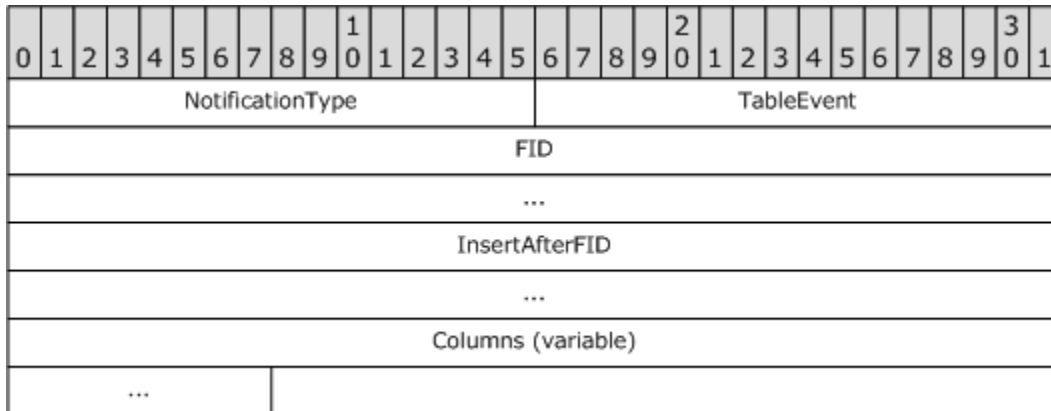 1 2 3
0 1 2 3 4 5 6 7 8 9 0 1 2 3 4 5 6 7 8 9 0 1 2 3 4 5 6 7 8 9 0 1
NotificationType TableEvent
FID
...
InsertAfterFID
...
Columns (variable)
...